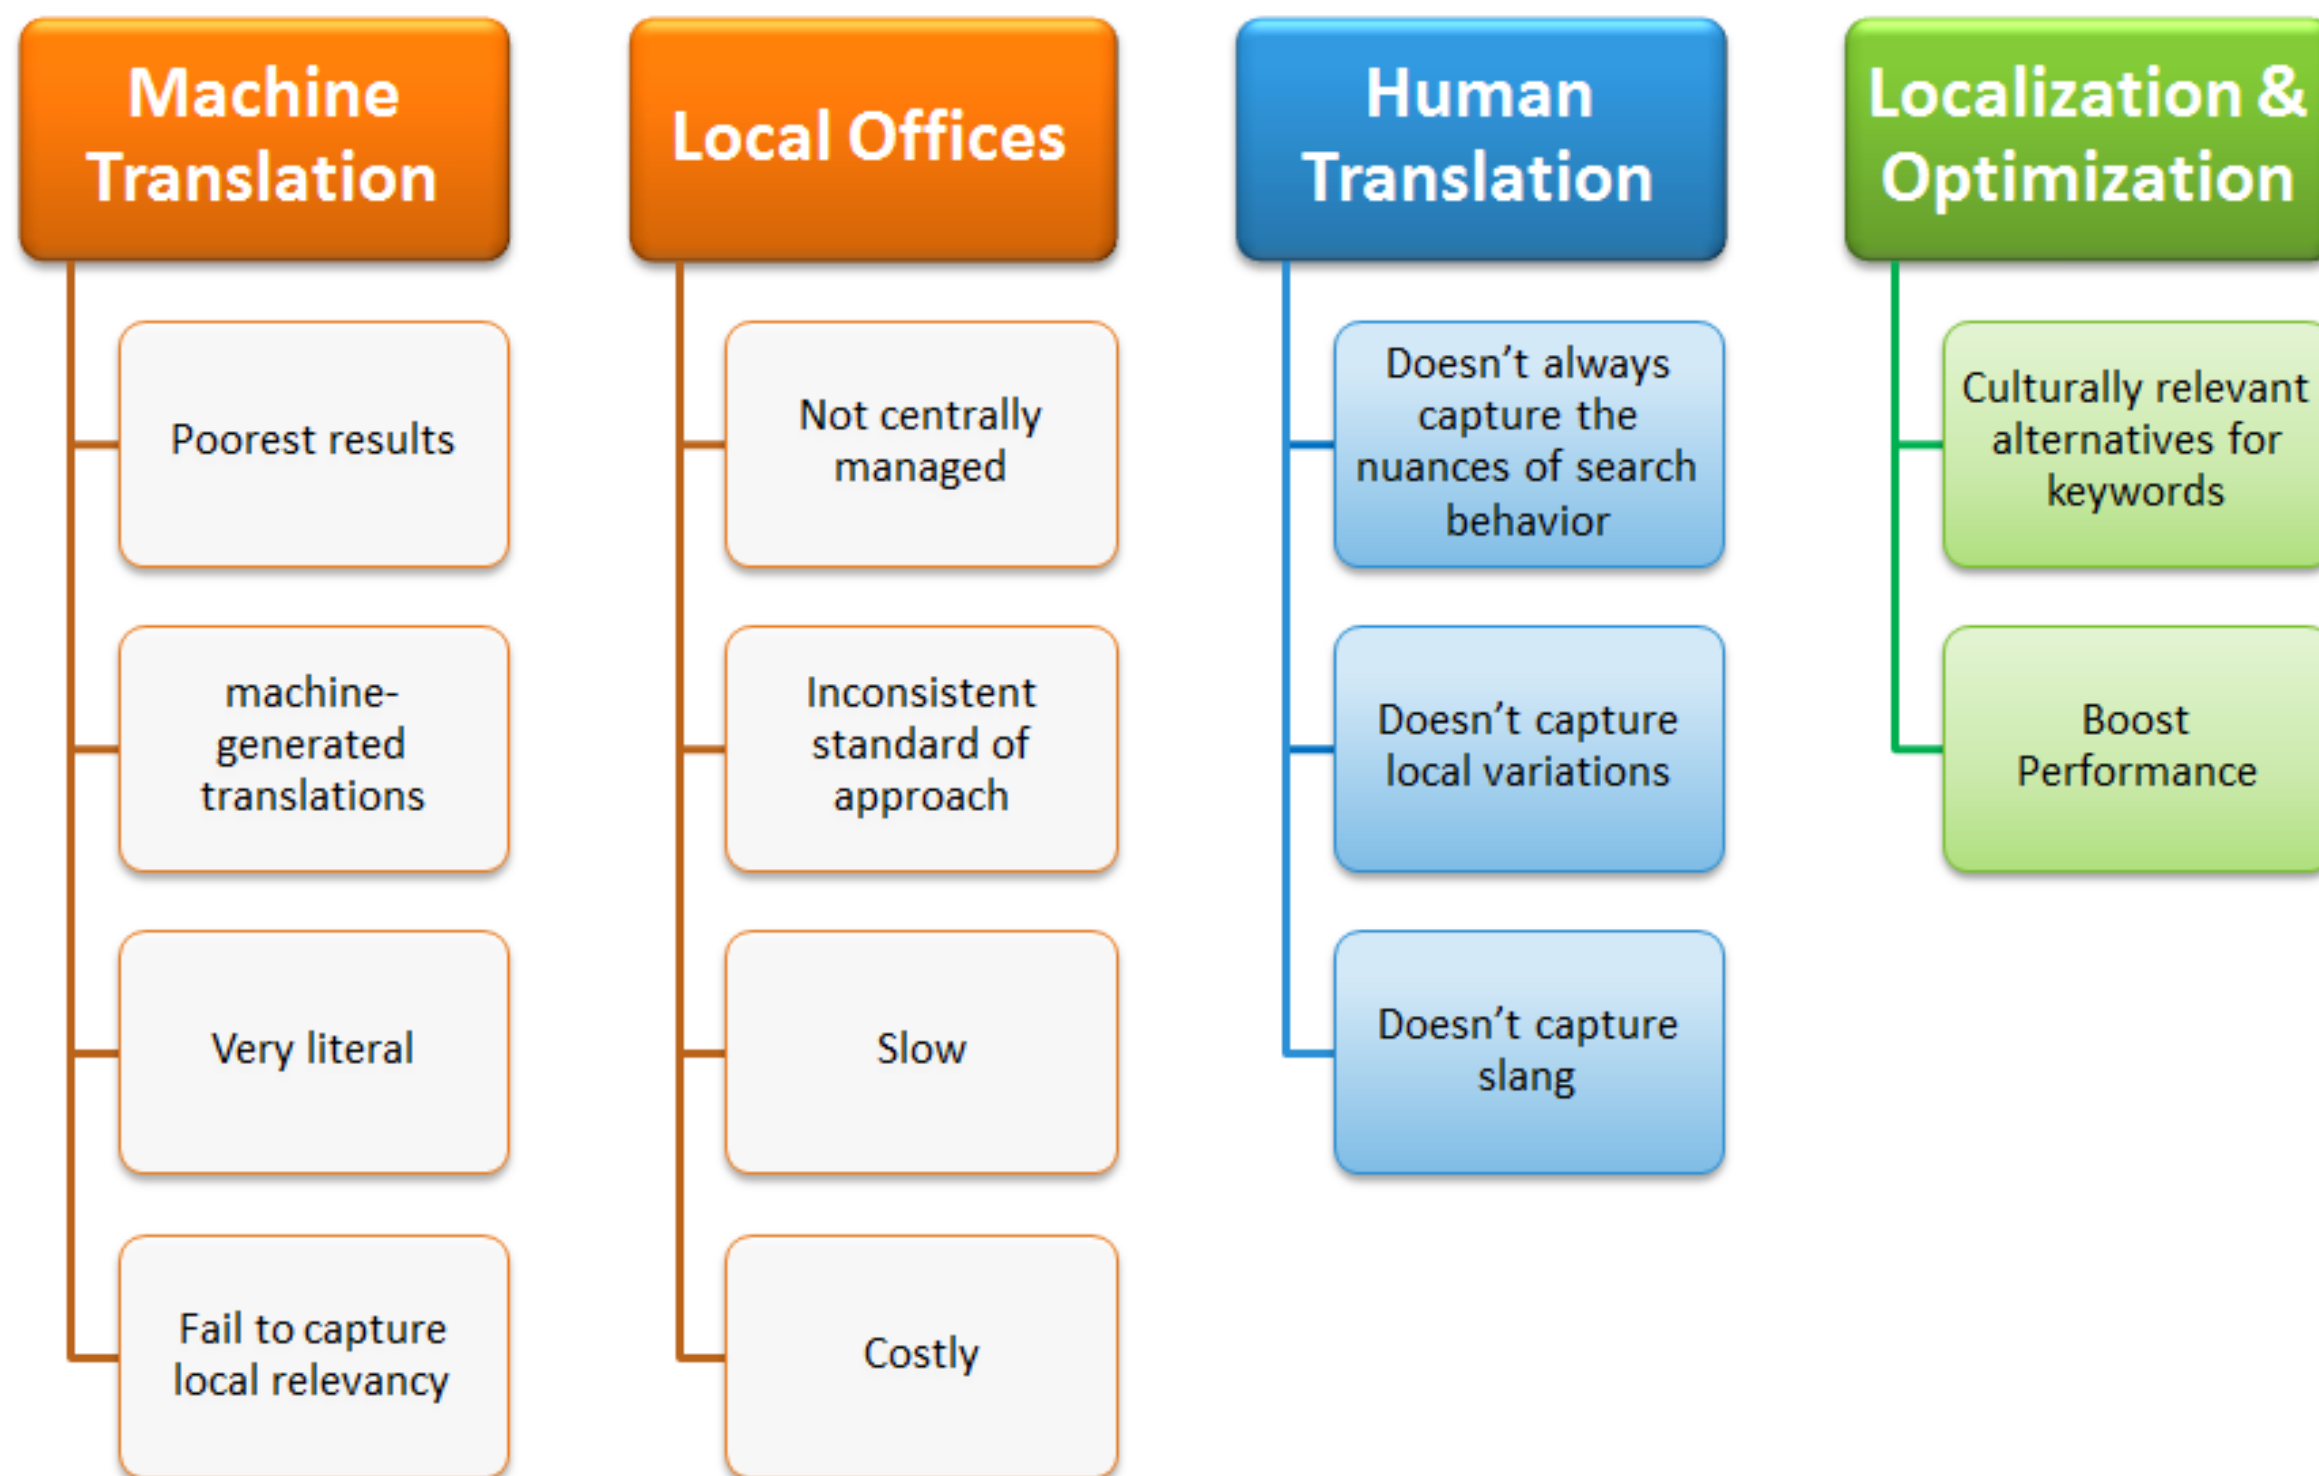 Machine
Translation
Poorest results
machine-
generated
translations
Very literal
Fail to capture
local relevancy
Local Offices
Not centrally
managed
Inconsistent
standard of
approach
Slow
Costly
Human
Translation
Doesn’t always
capture the
nuances of search
behavior
Doesn’t capture
local variations
Doesn’t capture
slang
Localization &
Optimization
Culturally relevant
alternatives for
keywords
Boost
Performance